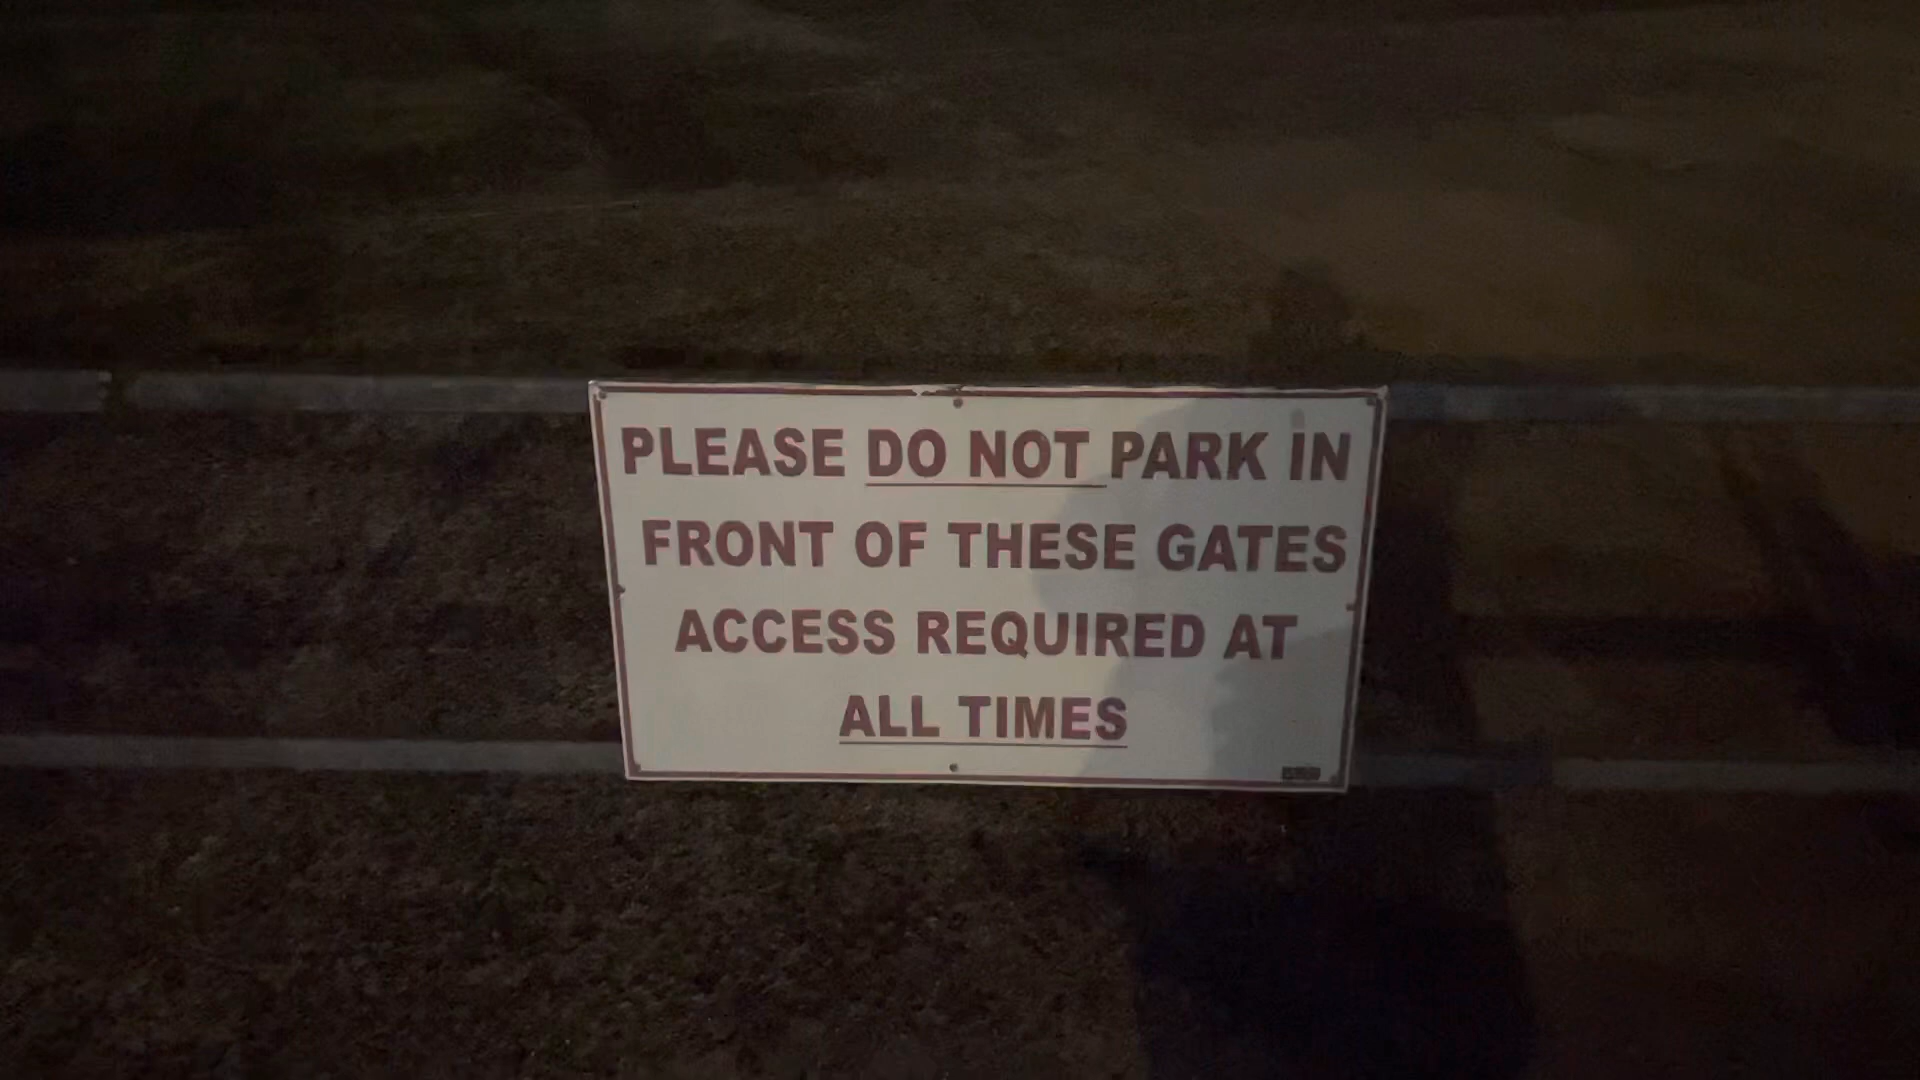 PLEASE DO NOT PARK IN
FRONT OF THESE GATES
ACCESS REQUIRED AT
ALL TIMES